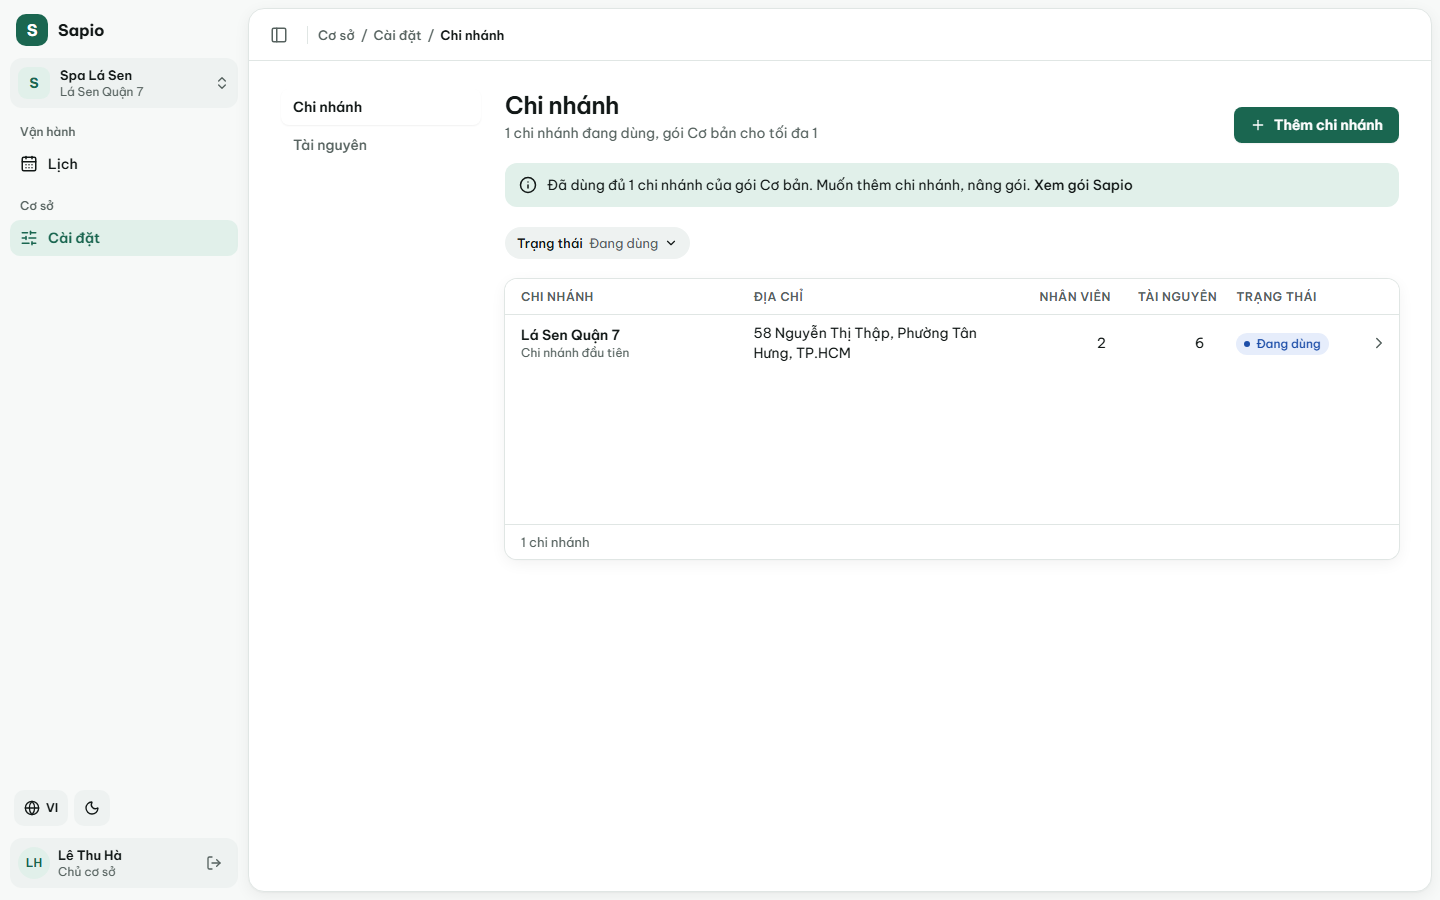 S Sapio
S Spa Lá Sen
Lá Sen Quận 7
Vận hành
Lịch
Cơ sở
Cài đặt
VI
LH Lê Thu Hà
Chủ cơ sở
Cơ sở / Cài đặt / Chi nhánh
Chi nhánh
Tài nguyên
Chi nhánh
1 chi nhánh đang dùng, gói Cơ bản cho tối đa 1
Thêm chi nhánh
Đã dùng đủ 1 chi nhánh của gói Cơ bản. Muốn thêm chi nhánh, nâng gói. Xem gói Sapio
Trạng thái Đang dùng
CHI NHÁNH ĐỊA CHỈ NHÂN VIÊN TÀI NGUYÊN TRẠNG THÁI
Lá Sen Quận 7
Chi nhánh đầu tiên
58 Nguyễn Thị Thập, Phường Tân
Hưng, TP.HCM
2
6
Đang dùng
1 chi nhánh